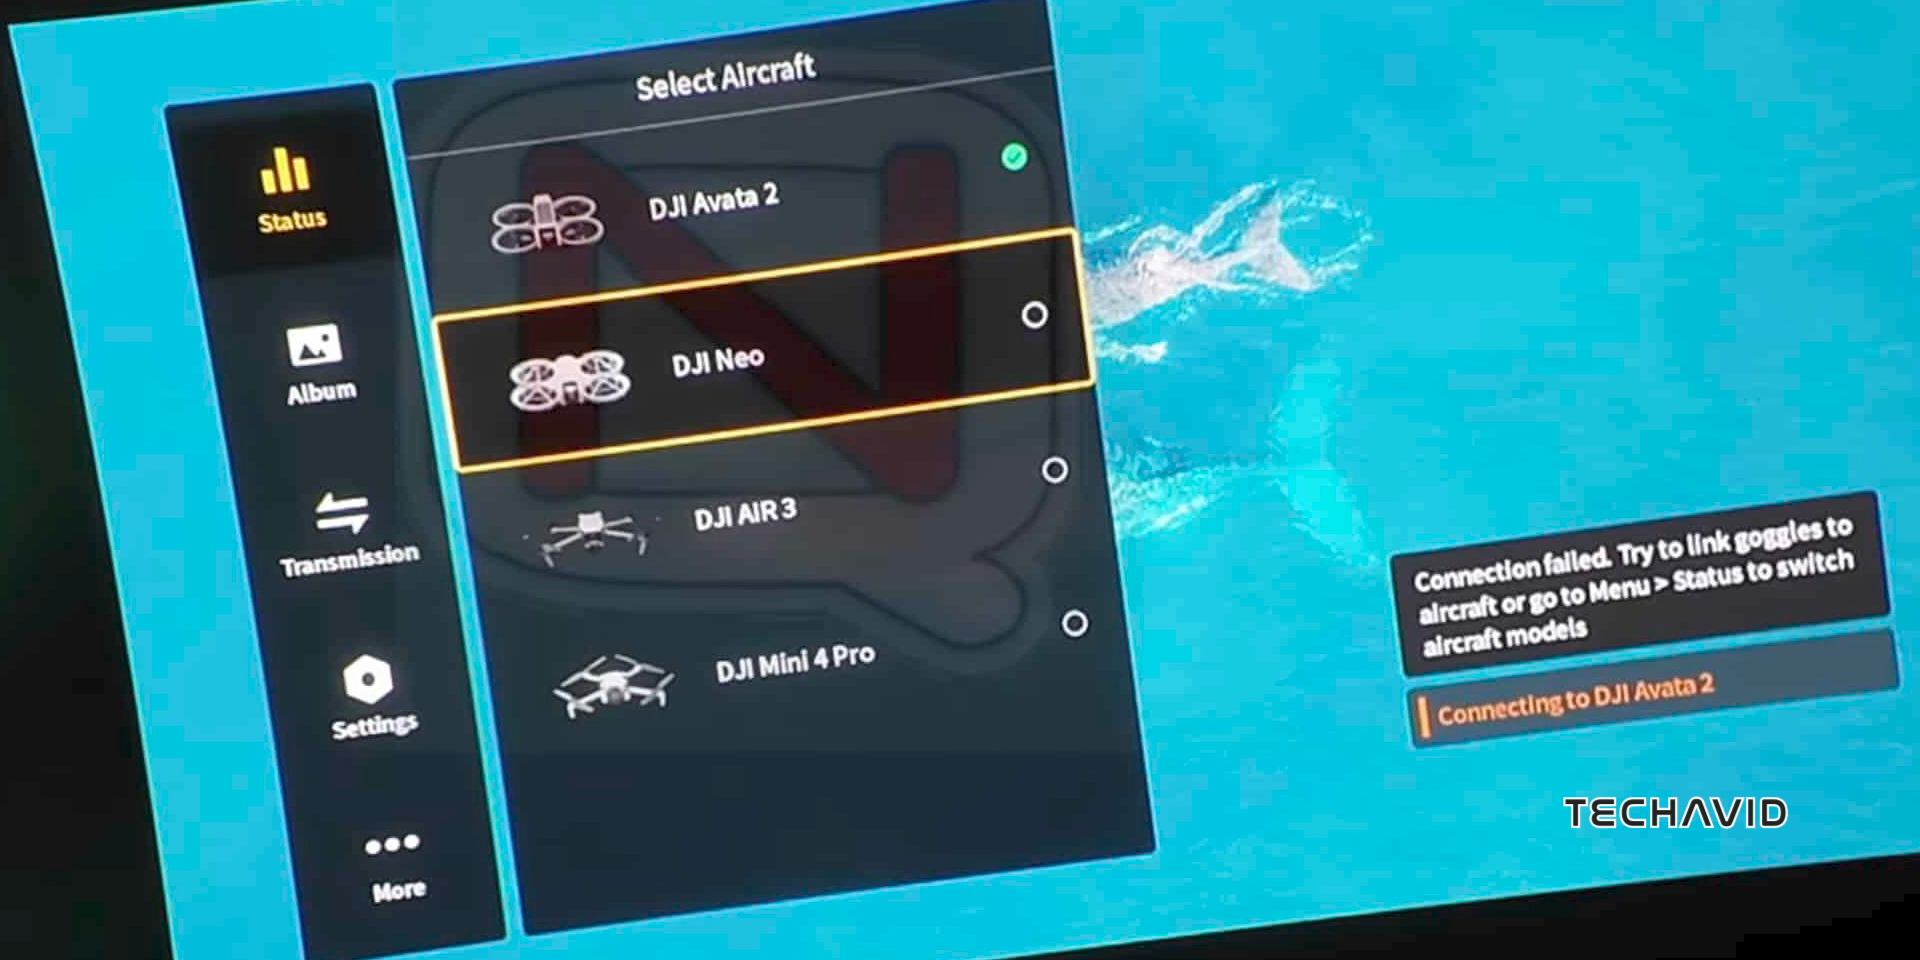 Select Aircraft
Status
Album
Transmission
Settings
More
DJI Avata 2
DJI Neo
DJI AIR 3
DJI Mini 4 Pro
Connection failed. Try to link goggles to
aircraft or go to Menu > Status to switch
aircraft models
Connecting to DJI Avata 2
TECHAVID
N